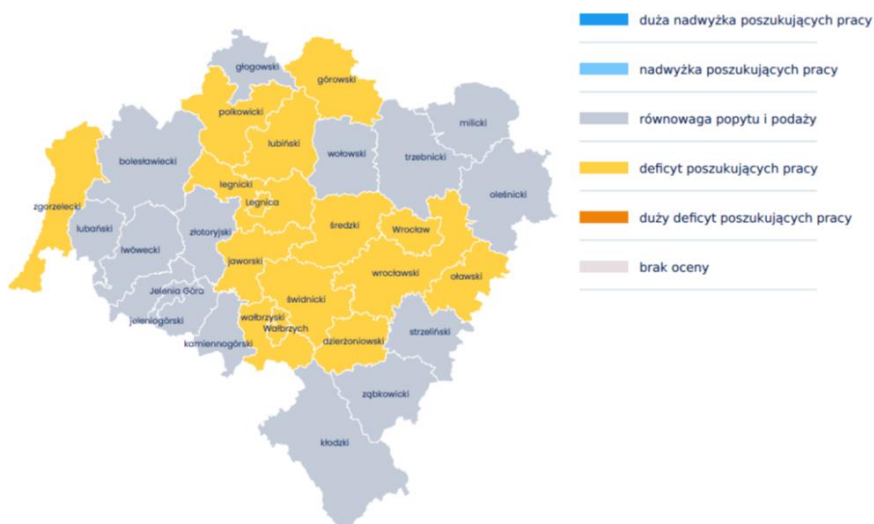 głogowski
górowski
polkowicki
milicki
lubiński
bolesławiecki
wołowski
trzebnicki
legnicki
oleśnicki
Legnica
zgorzelecki
lubański
złotoryjski
średzki
Wrocław
lwówecki
jaworski
wrocławski
oławski
Jelenia Góra
świdnicki
jeleniogórski
wałbrzyski
Wałbrzych
strzeliński
kamiennogórski
dzierżoniowski
ząbkowicki
kłodzki
duża nadwyżka poszukujących pracy
nadwyżka poszukujących pracy
równowaga popytu i podaży
deficyt poszukujących pracy
duży deficyt poszukujących pracy
brak oceny